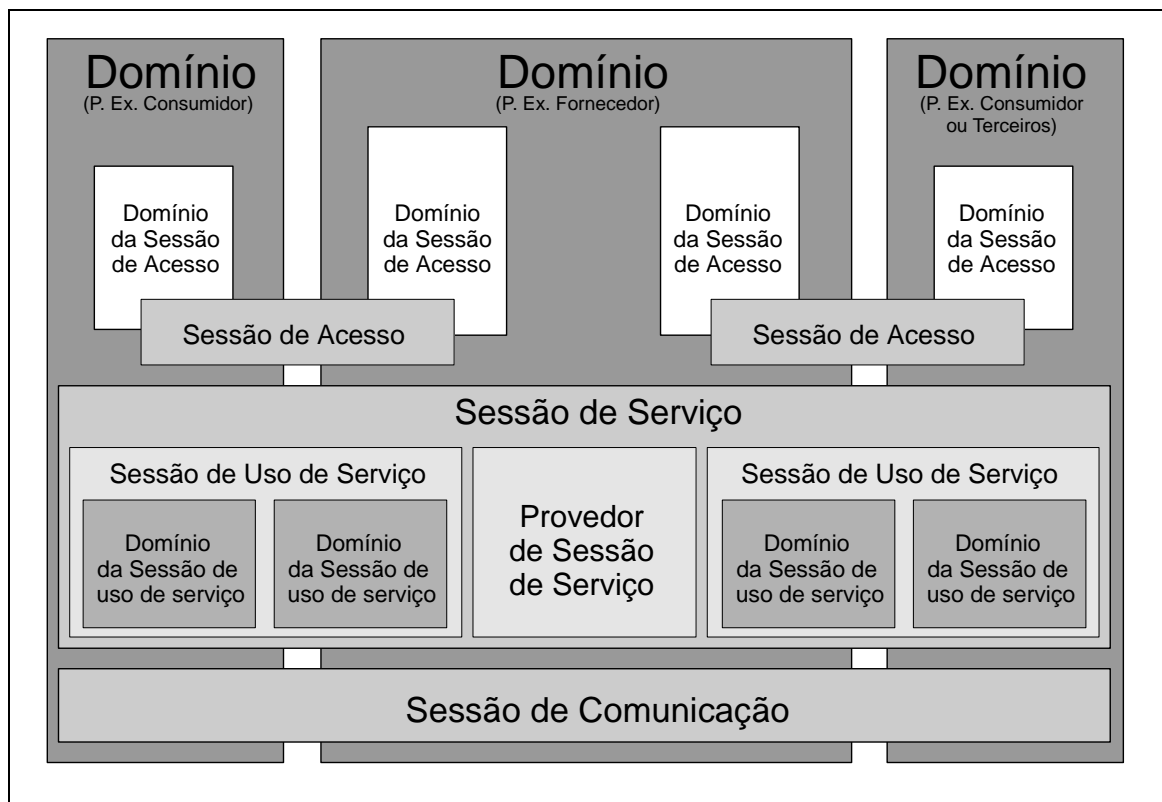 Domínio
(P. Ex. Consumidor)
Domínio
(P. Ex. Fornecedor)
Domínio
(P. Ex. Consumidor
ou Terceiros)
Domínio
da Sessão
de Acesso
Domínio
da Sessão
de Acesso
Domínio
da Sessão
de Acesso
Domínio
da Sessão
de Acesso
Sessão de Acesso
Sessão de Acesso
Sessão de Serviço
Sessão de Uso de Serviço
Domínio
da Sessão de
uso de serviço
Domínio
da Sessão de
uso de serviço
Provedor
de Sessão
de Serviço
Sessão de Uso de Serviço
Domínio
da Sessão de
uso de serviço
Domínio
da Sessão de
uso de serviço
Sessão de Comunicação